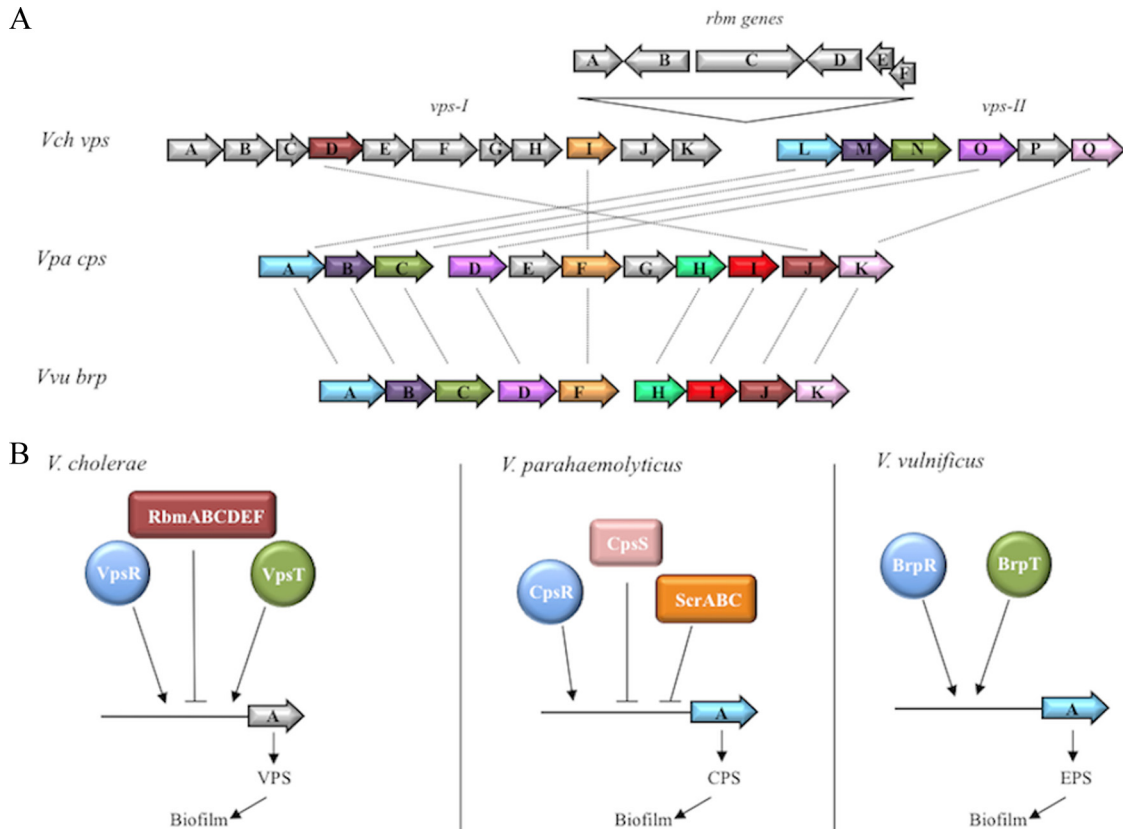 A
rbm genes
A B C D E F
vps-I
vps-II
Vch vps
A B C D E F G H I J K L M N O P Q
Vpa cps
A B C D E F G H I J K
Vvu brp
A B C D F H I J K
B
V. cholerae
V. parahaemolyticus
V. vulnificus
RbmABCDEF
VpsR
VpsT
CpsS
CpsR
ScrABC
BrpR
BrpT
A
A
A
VPS
CPS
EPS
Biofilm
Biofilm
Biofilm